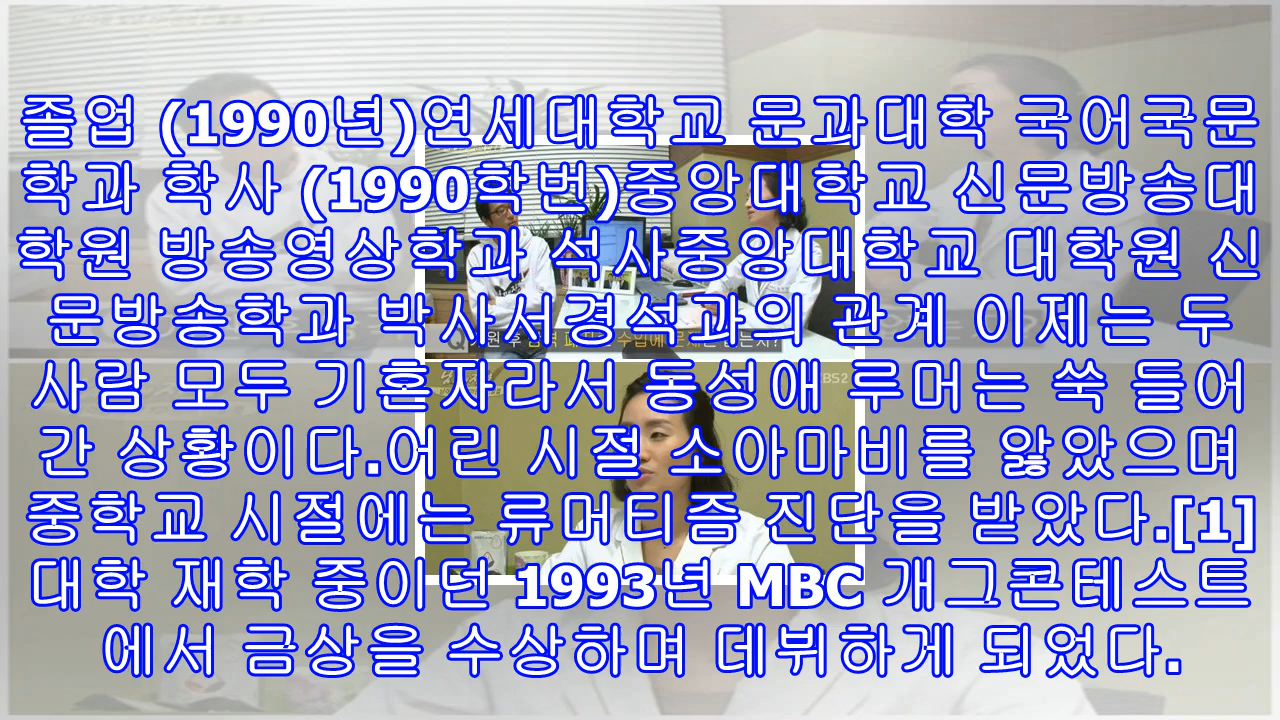 졸업 (1990년)연세대학교 문과대학 국어국문
학과 학사 (1990학번)중앙대학교 신문방송대
학원 방송영상학과 석사중앙대학교 대학원 신
문방송학과 박사서경석과의 관계 이제는 두
사람 모두 기혼자라서 동성애 루머는 쑥 들어
간 상황이다.어린 시절 소아마비를 앓았으며
중학교 시절에는 류머티즘 진단을 받았다.[1]
대학 재학 중이던 1993년 MBC 개그콘테스트
에서 금상을 수상하며 데뷔하게 되었다.
EBS2